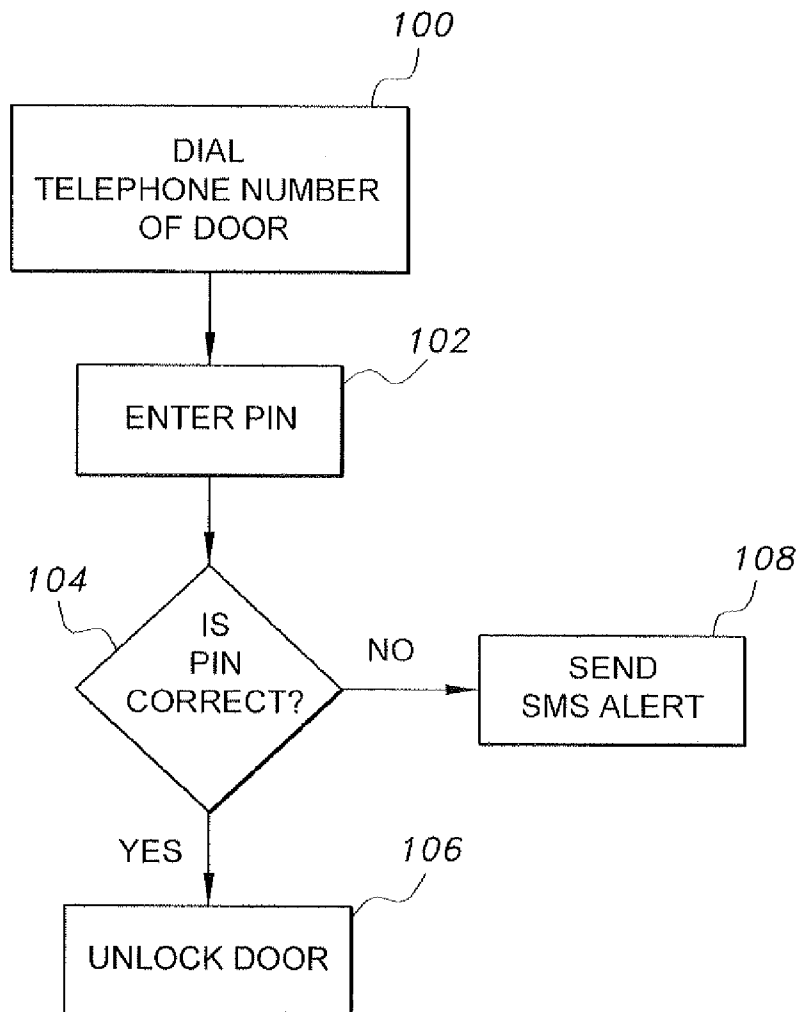 100
DIAL
TELEPHONE NUMBER
OF DOOR
102
ENTER PIN
104
IS
PIN
CORRECT?
NO
108
SEND
SMS ALERT
YES
106
UNLOCK DOOR